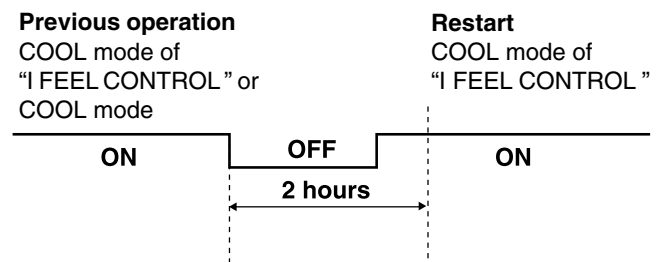 Previous operation
COOL mode of
“I FEEL CONTROL ” or
COOL mode
Restart
COOL mode of
“I FEEL CONTROL ”
ON
OFF
ON
2 hours